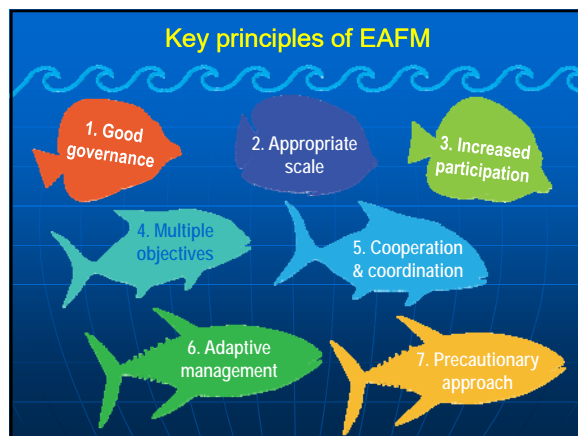 Key principles of EAFM
1. Good
governance
2. Appropriate
scale
3. Increased
participation
4. Multiple
objectives
5. Cooperation
& coordination
6. Adaptive
management
7. Precautionary
approach